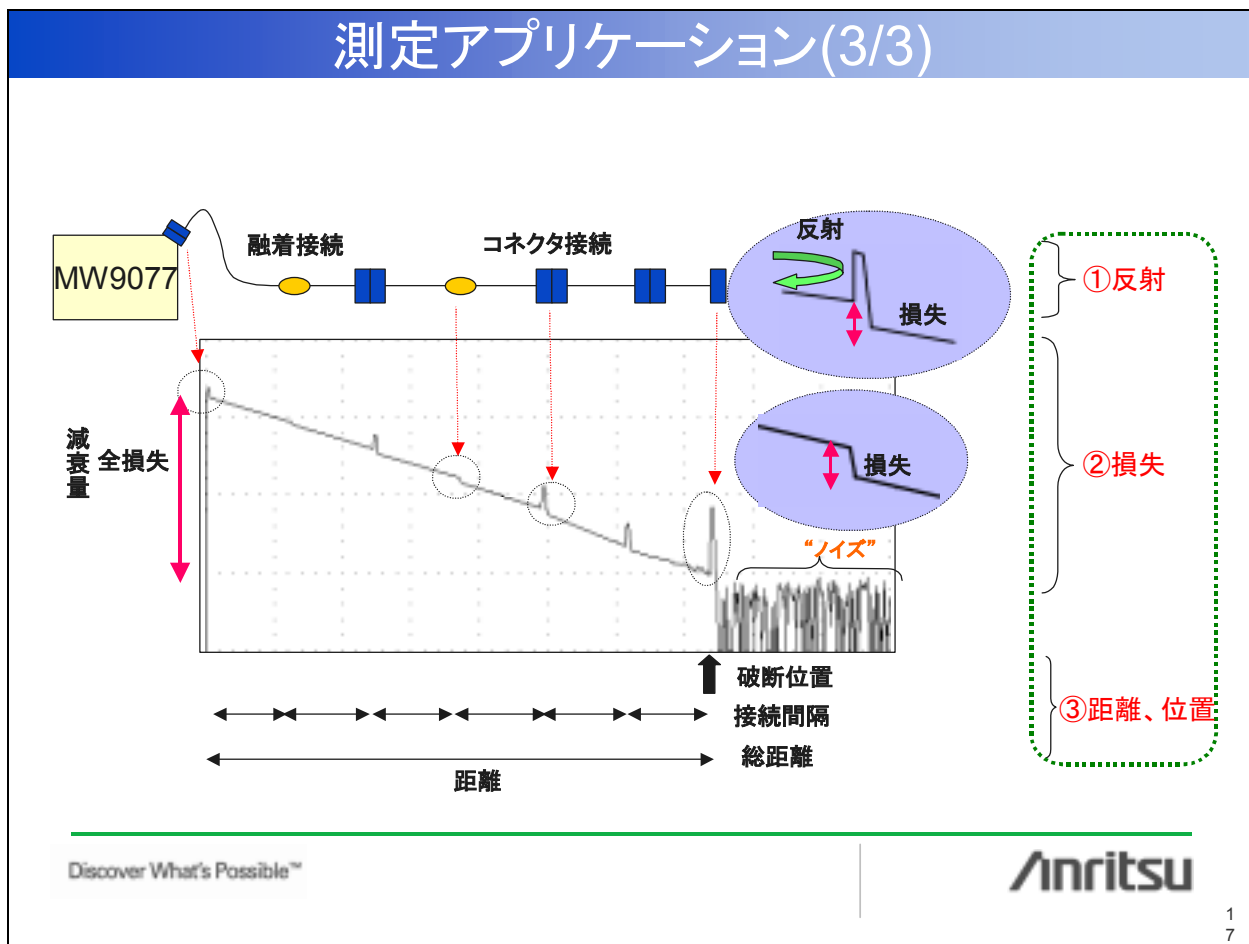 測定アプリケーション(3/3)
MW9077
融着接続
コネクタ接続
反射
損失
①反射
減衰量
全損失
損失
②損失
“ノイズ”
破断位置
接続間隔
③距離、位置
総距離
距離
Discover What's Possible™
Anritsu
1
7